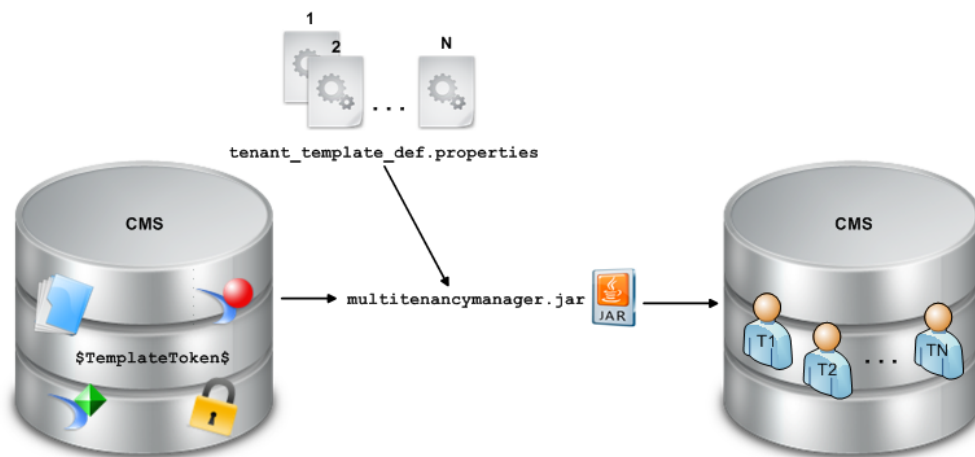 1
2
N
. . .
tenant_template_def.properties
CMS
CMS
multitenancymanager.jar
JAR
$TemplateToken$
T1
T2
. . .
TN